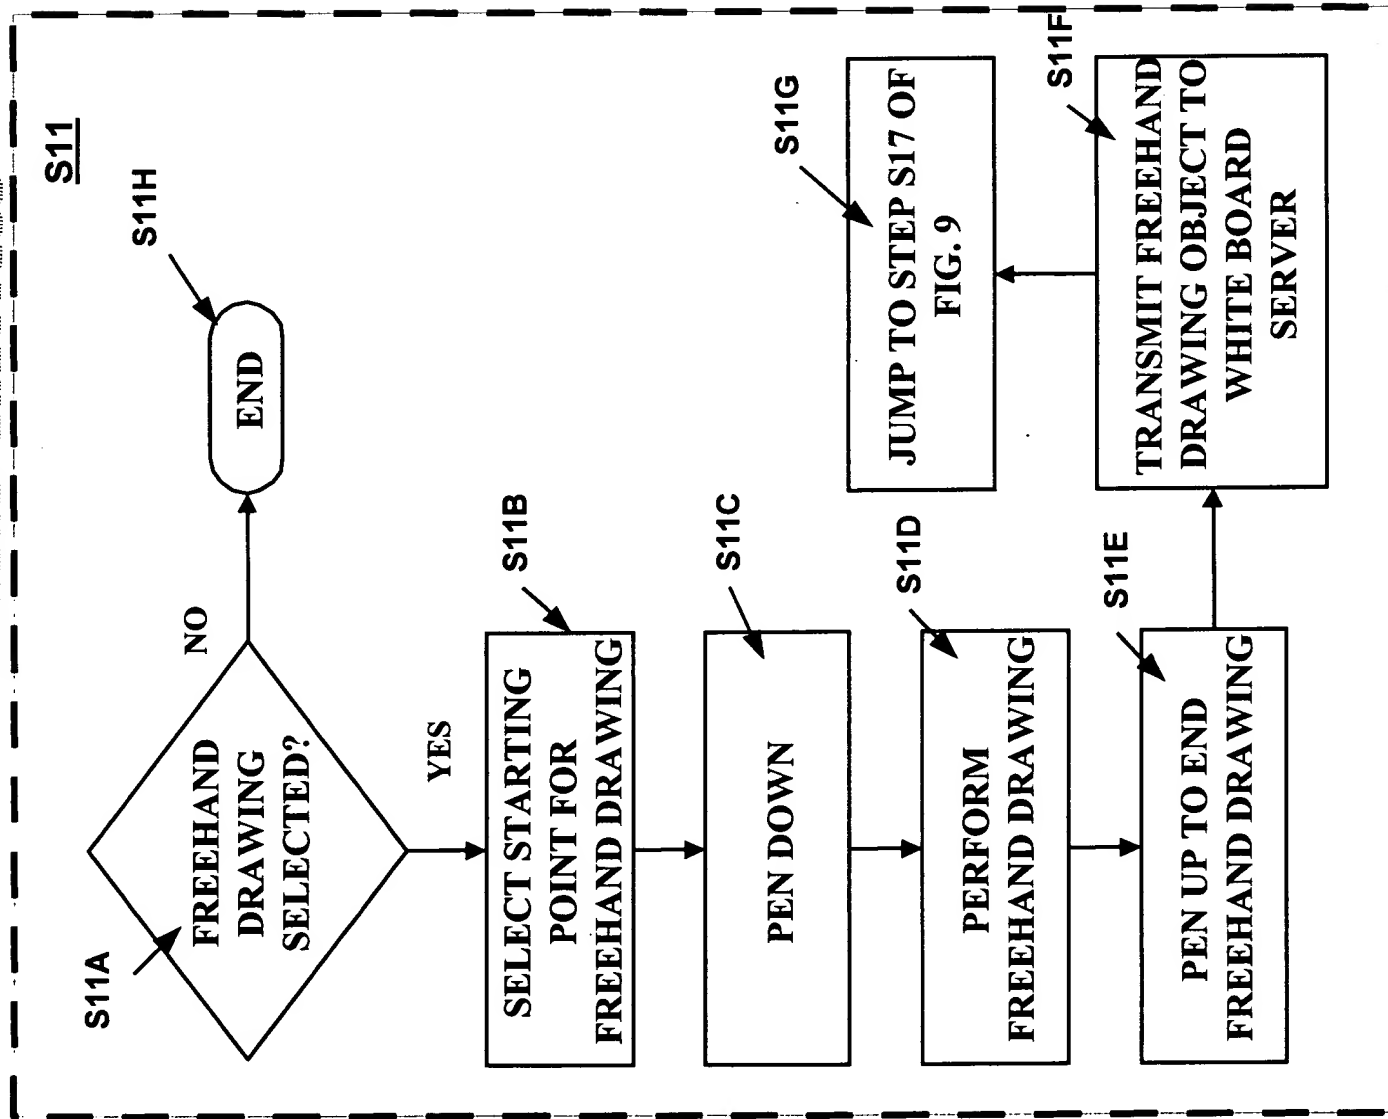 S11
S11A
FREEHAND
DRAWING
SELECTED?
NO
S11H
END
YES
S11B
SELECT STARTING
POINT FOR
FREEHAND DRAWING
S11C
PEN DOWN
S11D
PERFORM
FREEHAND DRAWING
S11E
PEN UP TO END
FREEHAND DRAWING
S11F
TRANSMIT FREEHAND
DRAWING OBJECT TO
WHITE BOARD
SERVER
S11G
JUMP TO STEP S17 OF
FIG. 9